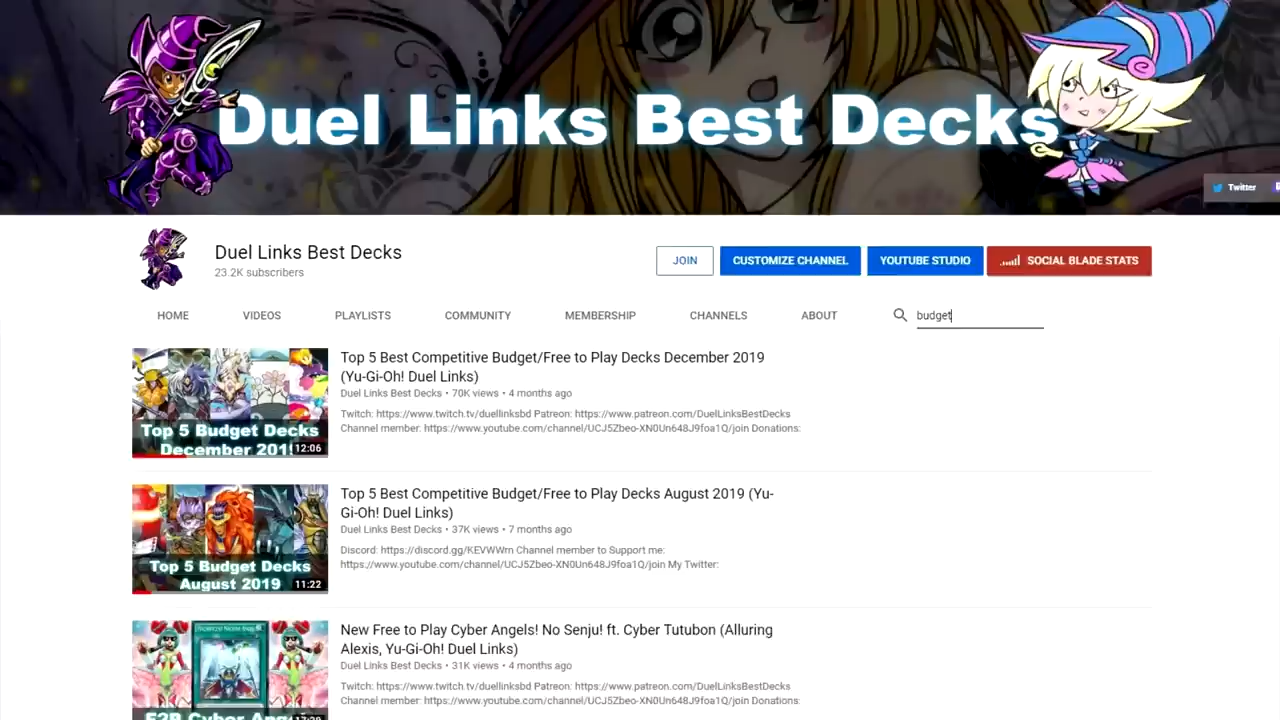 Duel Links Best Decks
Twitter
Duel Links Best Decks
23.2K subscribers
JOIN
CUSTOMIZE CHANNEL
YOUTUBE STUDIO
SOCIAL BLADE STATS
HOME
VIDEOS
PLAYLISTS
COMMUNITY
MEMBERSHIP
CHANNELS
ABOUT
budget
Top 5 Budget Decks
December 201
12:06
Top 5 Best Competitive Budget/Free to Play Decks December 2019
(Yu-Gi-Oh! Duel Links)
Duel Links Best Decks • 70K views • 4 months ago
Twitch: https://www.twitch.tv/duellinksbd Patreon: https://www.patreon.com/DuelLinksBestDecks
Channel member: https://www.youtube.com/channel/UCJ5Zbeo-XN0Un648J9foa1Q/join Donations:
Top 5 Budget Decks
August 2019
11:22
Top 5 Best Competitive Budget/Free to Play Decks August 2019 (Yu-
Gi-Oh! Duel Links)
Duel Links Best Decks • 37K views • 7 months ago
Discord: https://discord.gg/KEVWWrn Channel member to Support me:
https://www.youtube.com/channel/UCJ5Zbeo-XN0Un648J9foa1Q/join My Twitter:
New Free to Play Cyber Angels! No Senju! ft. Cyber Tutubon (Alluring
Alexis, Yu-Gi-Oh! Duel Links)
Duel Links Best Decks • 31K views • 4 months ago
Twitch: https://www.twitch.tv/duellinksbd Patreon: https://www.patreon.com/DuelLinksBestDecks
Channel member: https://www.youtube.com/channel/UCJ5Zbeo-XN0Un648J9foa1Q/join Donations: